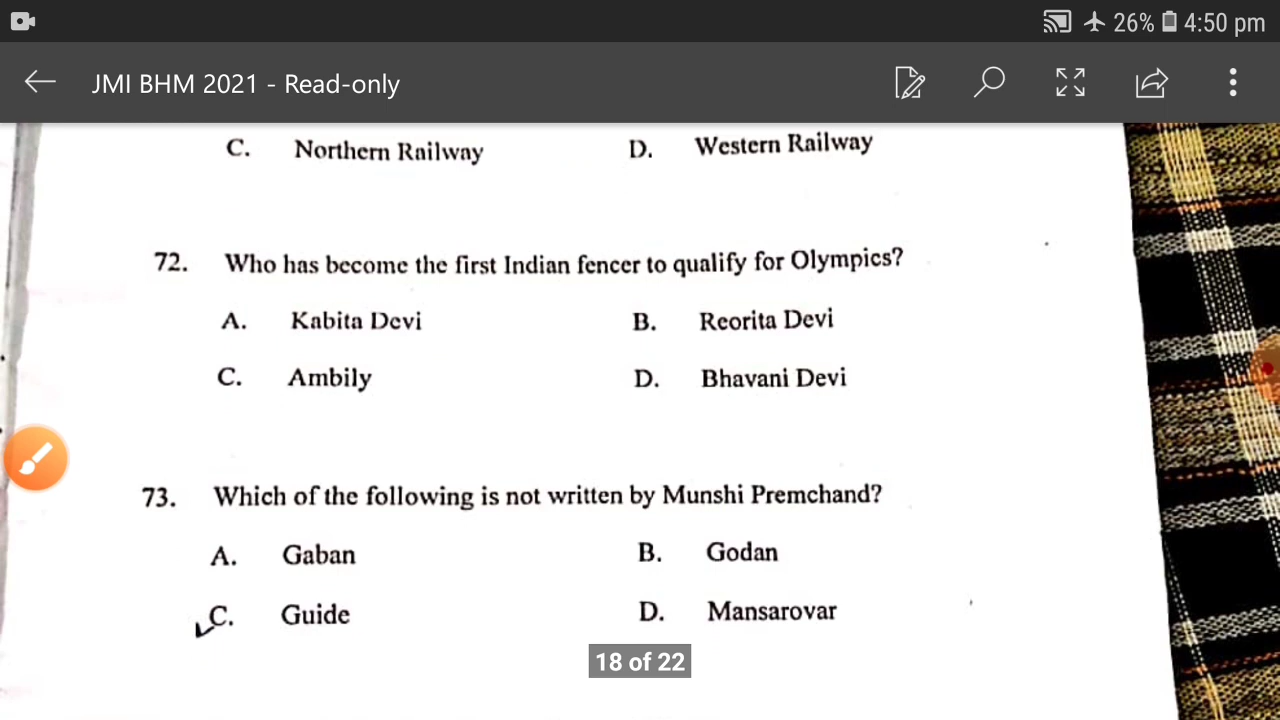 26% 4:50 pm
JMI BHM 2021 - Read-only
C. Northern Railway D. Western Railway
72. Who has become the first Indian fencer to qualify for Olympics?
A. Kabita Devi B. Reorita Devi
C. Ambily D. Bhavani Devi
73. Which of the following is not written by Munshi Premchand?
A. Gaban B. Godan
C. Guide D. Mansarovar
18 of 22